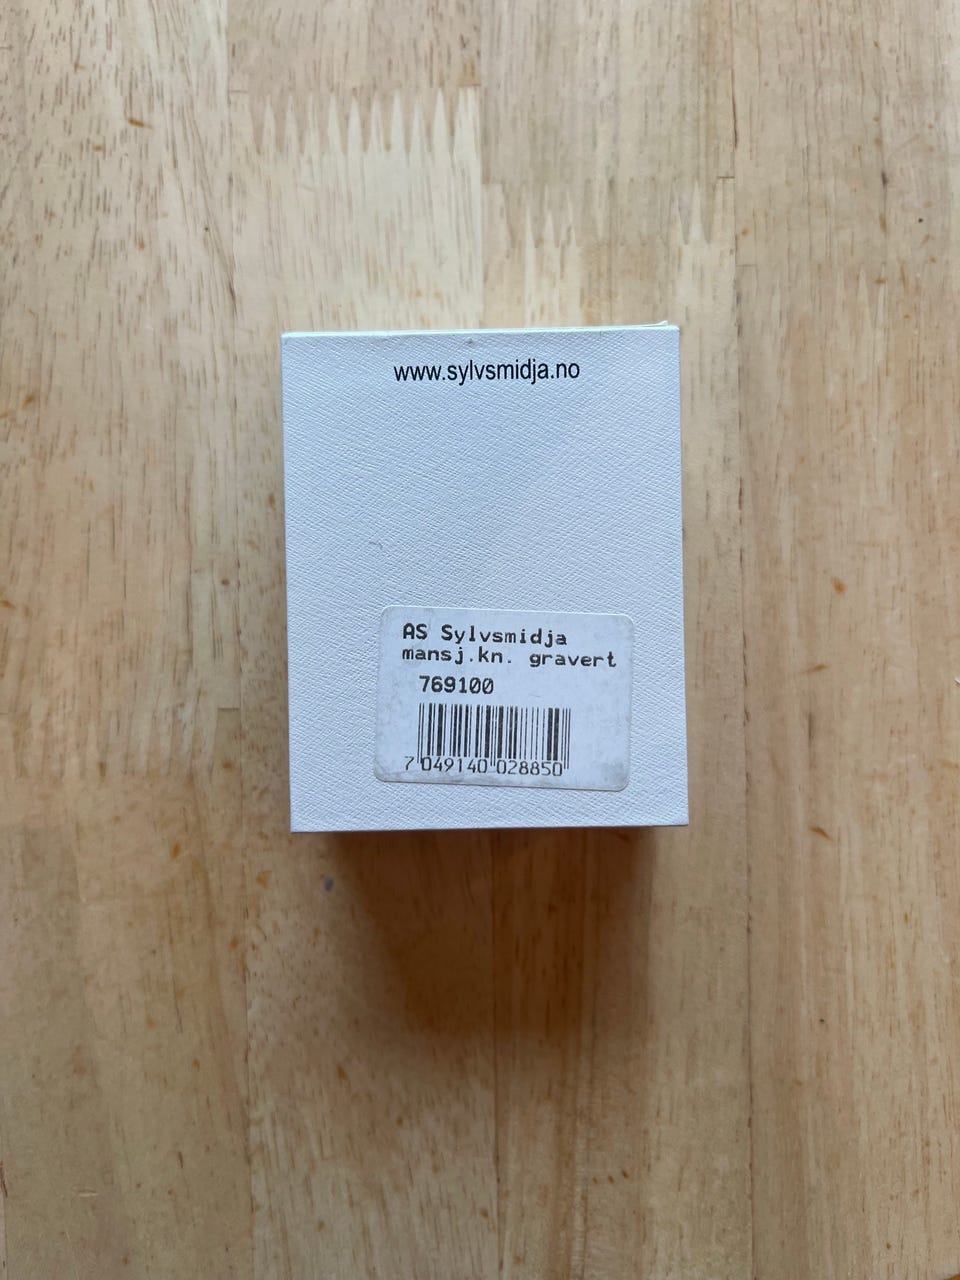 www.sylvsmidja.no
AS Sylvsmidja
mansj.kn. gravert
769100
7 049140 028850